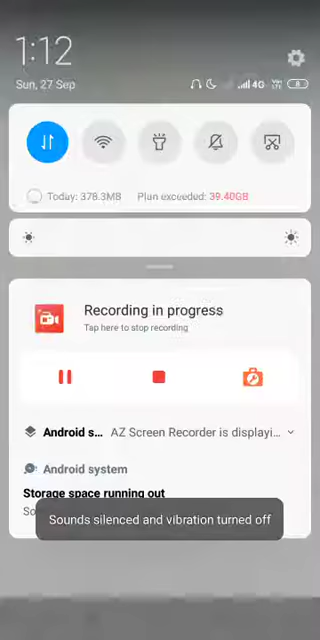 1:12
Sun, 27 Sep
4G
8
Today: 378.3MB Plan exceeded: 39.40GB
Recording in progress
Tap here to stop recording
Android s... AZ Screen Recorder is displayi...
Android system
Storage space running out
So
Sounds silenced and vibration turned off